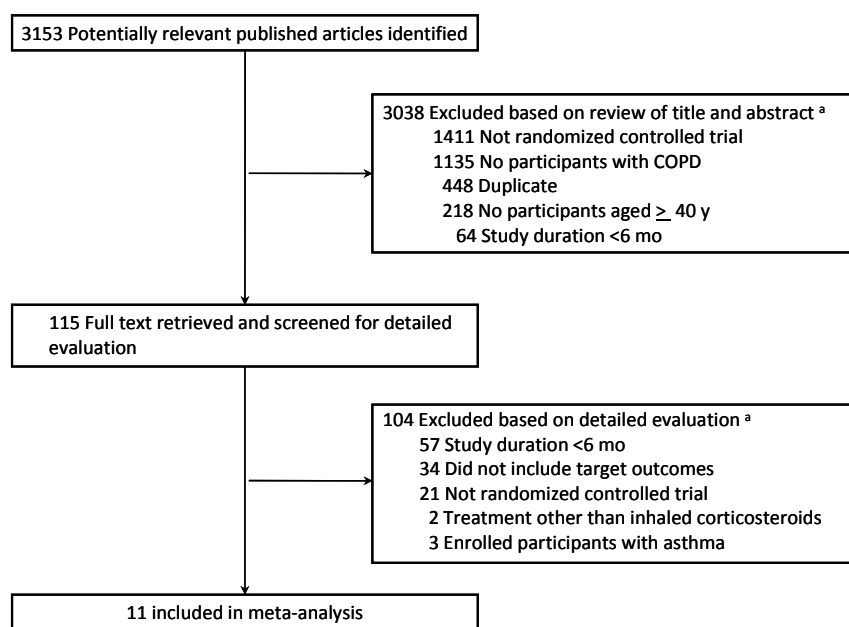 3153 Potentially relevant published articles identified
3038 Excluded based on review of title and abstract ª
1411 Not randomized controlled trial
1135 No participants with COPD
448 Duplicate
218 No participants aged ≥ 40 y
64 Study duration <6 mo
115 Full text retrieved and screened for detailed
evaluation
104 Excluded based on detailed evaluation ª
57 Study duration <6 mo
34 Did not include target outcomes
21 Not randomized controlled trial
2 Treatment other than inhaled corticosteroids
3 Enrolled participants with asthma
11 included in meta-analysis